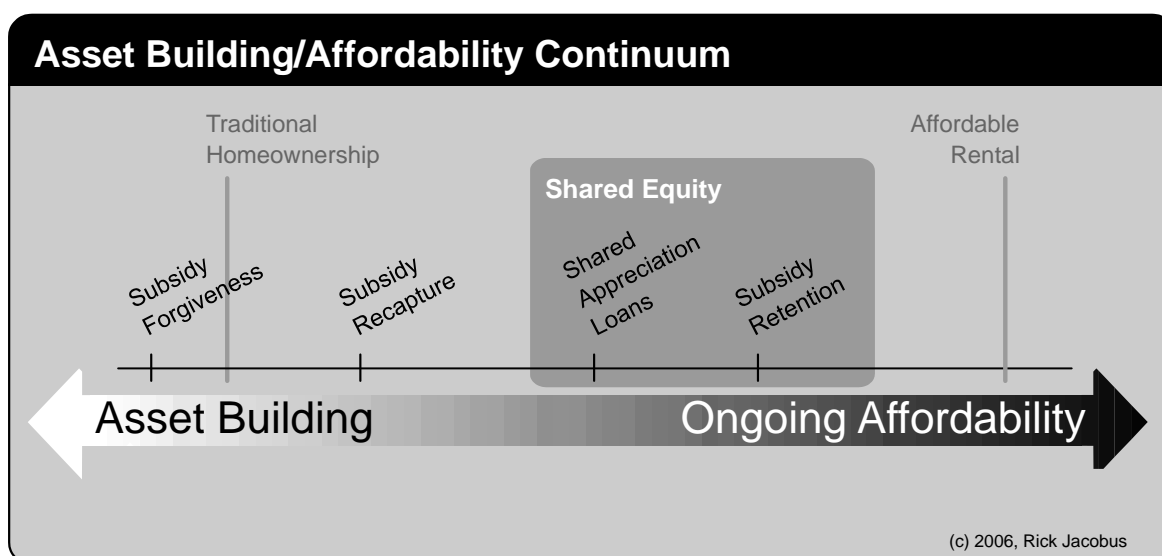 Asset Building/Affordability Continuum
Traditional
Homeownership
Affordable
Rental
Shared Equity
Subsidy
Forgiveness
Subsidy
Recapture
Shared
Appreciation
Loans
Subsidy
Retention
Asset Building
Ongoing Affordability
(c) 2006, Rick Jacobus